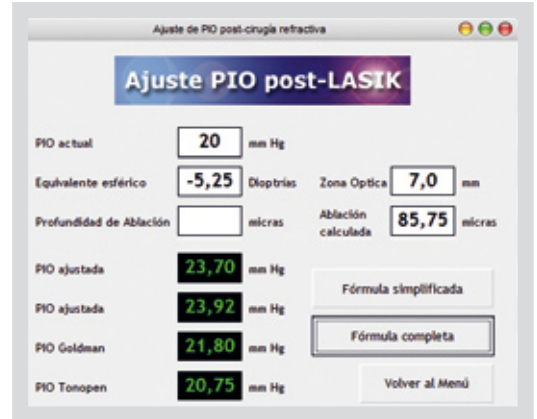 Ajuste de PIO post-cirugía refractiva
Ajuste PIO post-LASIK
PIO actual 20 mm Hg
Equivalente esférico -5,25 Dioptrías Zona Optica 7,0 mm
Profundidad de Ablación micras Ablación calculada 85,75 micras
PIO ajustada 23,70 mm Hg
Fórmula simplificada
PIO ajustada 23,92 mm Hg
Fórmula completa
PIO Goldman 21,80 mm Hg
PIO Tonopen 20,75 mm Hg
Volver al Menú